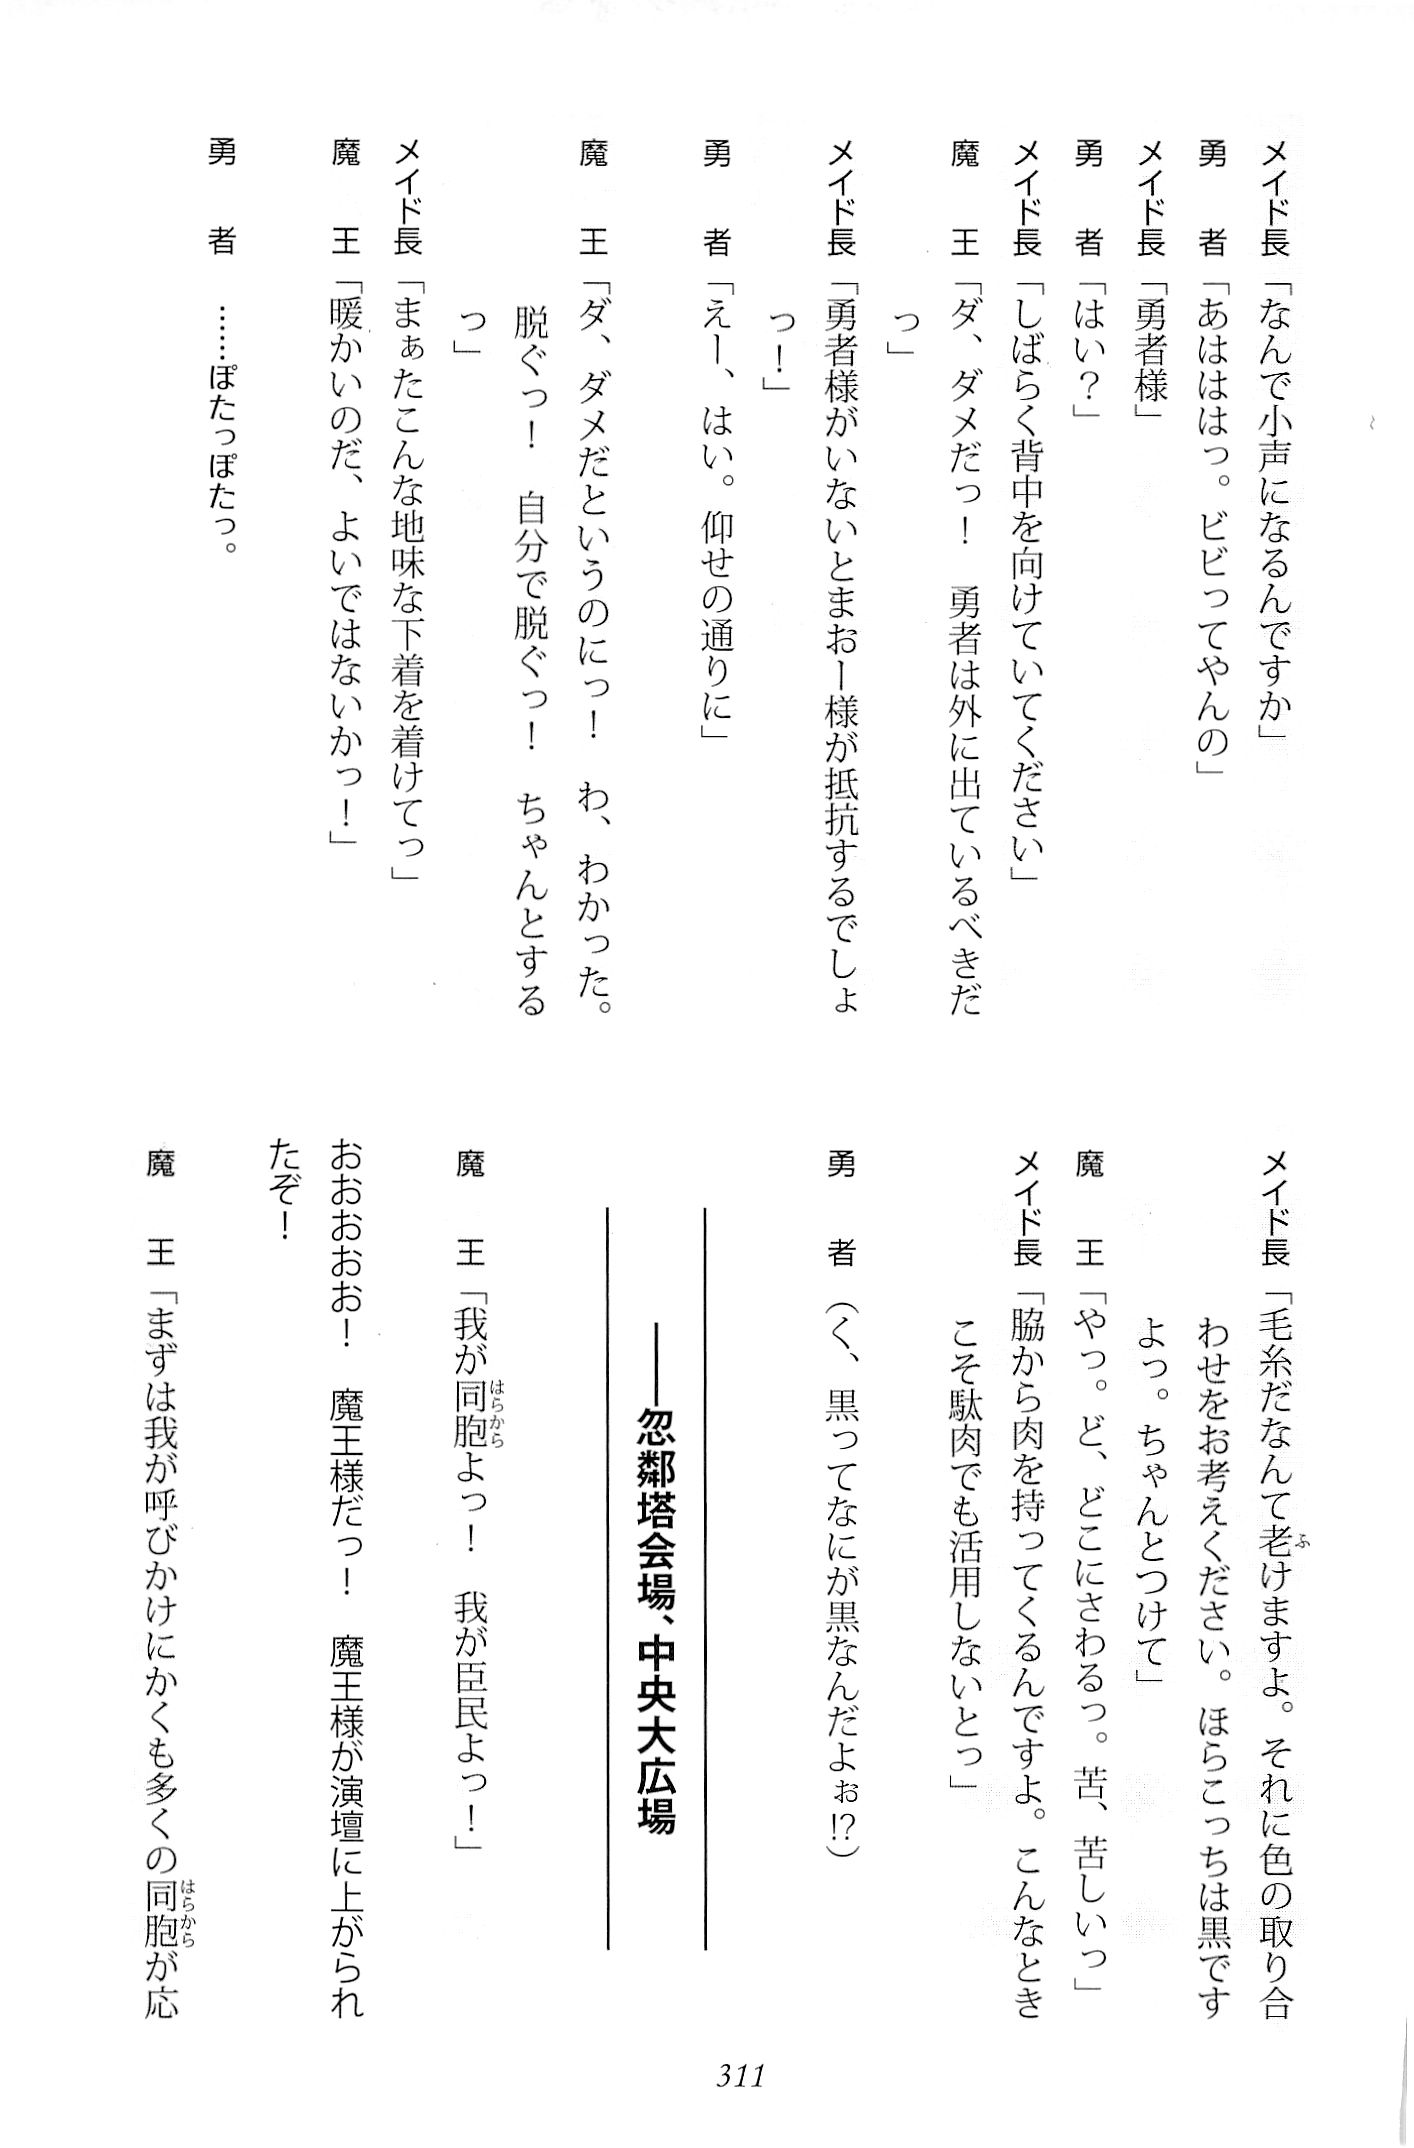 メイド長「なんで小声になるんですか」
勇　者「あはははっ。ビビってやんの」
メイド長「勇者様」
勇　者「はい？」
メイド長「しばらく背中を向けていてください」
魔　王「ダ、ダメだっ！　勇者は外に出ているべきだ
っ」
メイド長「勇者様がいないとまおー様が抵抗するでしょ
っ！」
勇　者「えー、はい。仰せの通りに」
魔　王「ダ、ダメだというのにっ！　わ、わかった。
脱ぐっ！　自分で脱ぐっ！　ちゃんとする
っ」
メイド長「まぁたこんな地味な下着を着けてっ」
魔　王「暖かいのだ、よいではないかっ！」
勇　者　……ぽたっぽたっ。
メイド長「毛糸だなんて老けますよ。それに色の取り合
ふ
わせをお考えください。ほらこっちは黒です
よっ。ちゃんとつけて」
魔　王「やっ。ど、どこにさわるっ。苦、苦しいっ」
メイド長「脇から肉を持ってくるんですよ。こんなとき
こそ駄肉でも活用しないとっ」
勇　者（く、黒ってなにが黒なんだよぉ!?）
――忽鄰塔会場、中央大広場
魔　王「我が同胞よっ！　我が臣民よっ！」
はらから
おおおおお！　魔王様だっ！　魔王様が演壇に上がられ
たぞ！
魔　王「まずは我が呼びかけにかくも多くの同胞が応
はらから
311